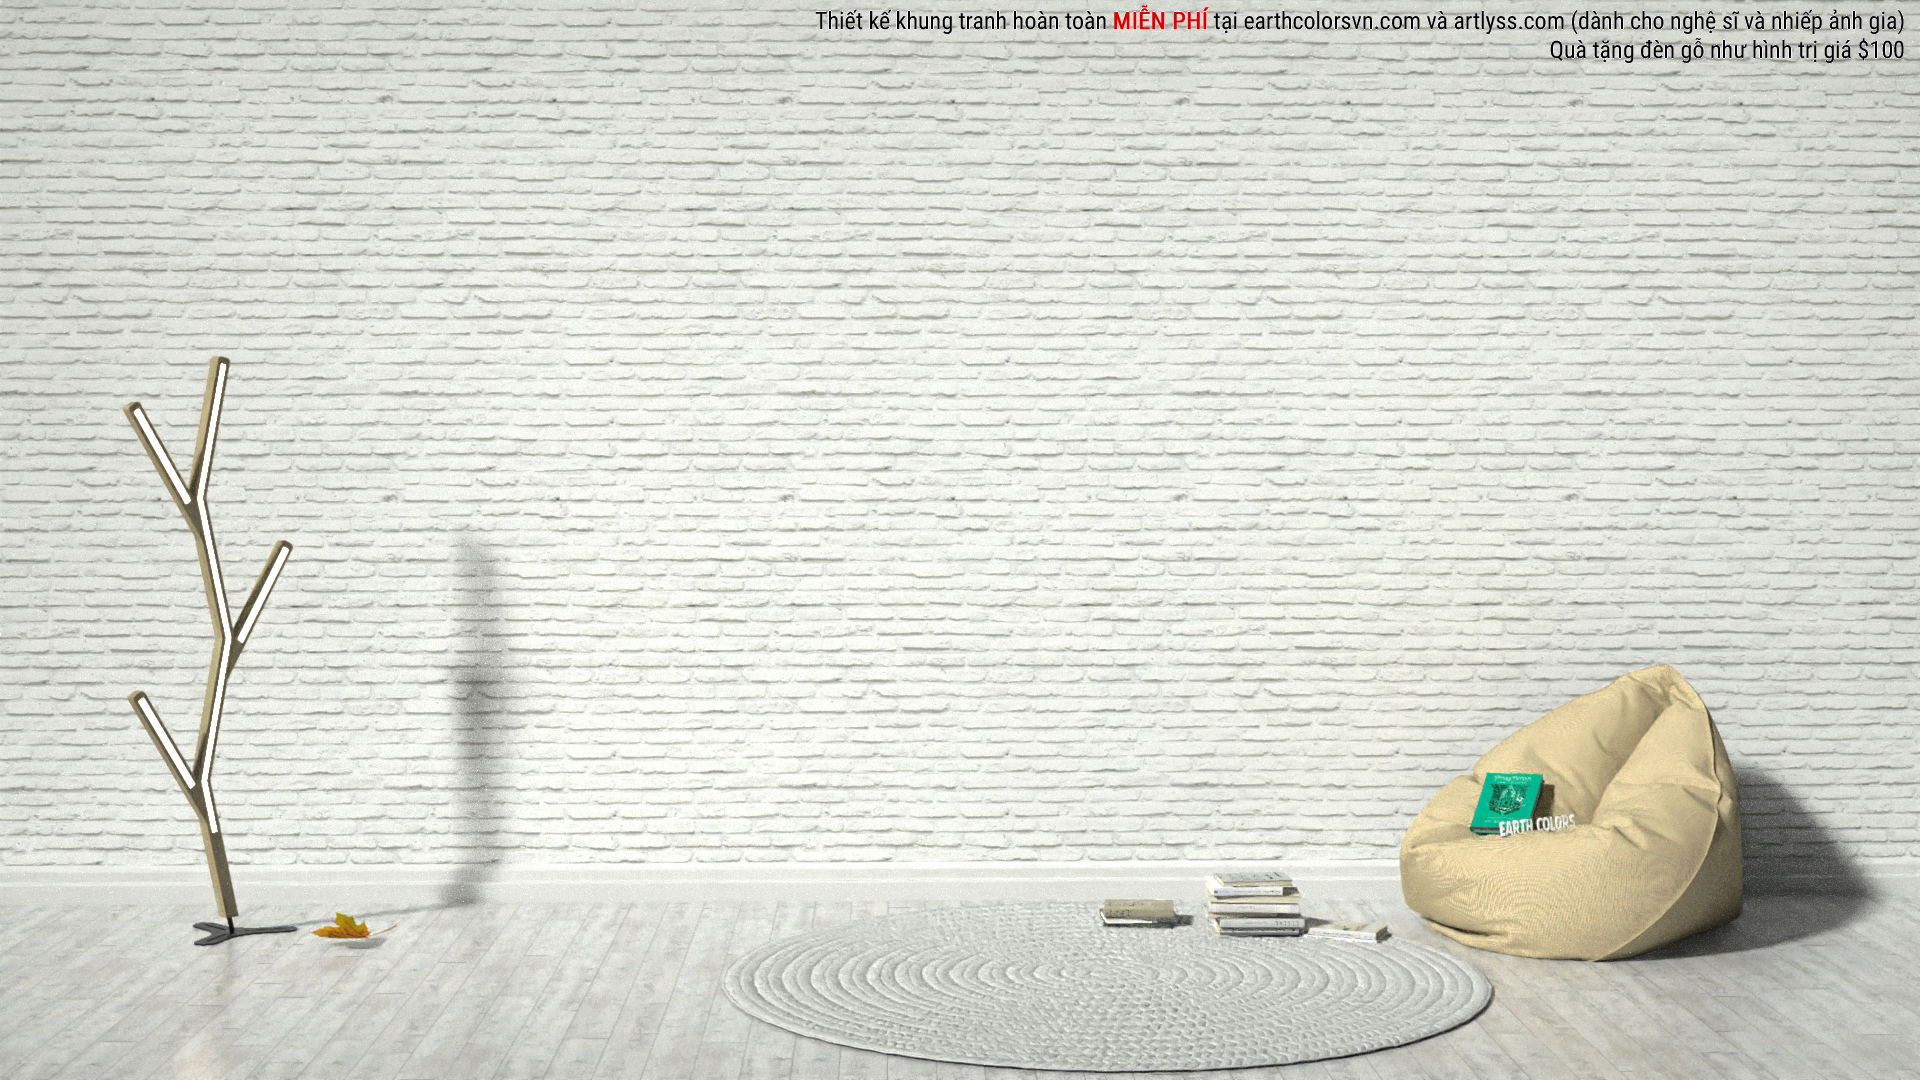 Thiết kế khung tranh hoàn toàn MIỄN PHÍ tại earthcolorsvn.com và artlyss.com (dành cho nghệ sĩ và nhiếp ảnh gia)
Quà tặng đèn gỗ như hình trị giá $100
EARTH COLORS